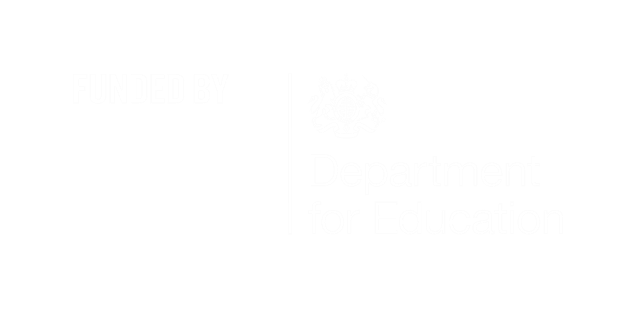 FUNDED BY
Department
for Education